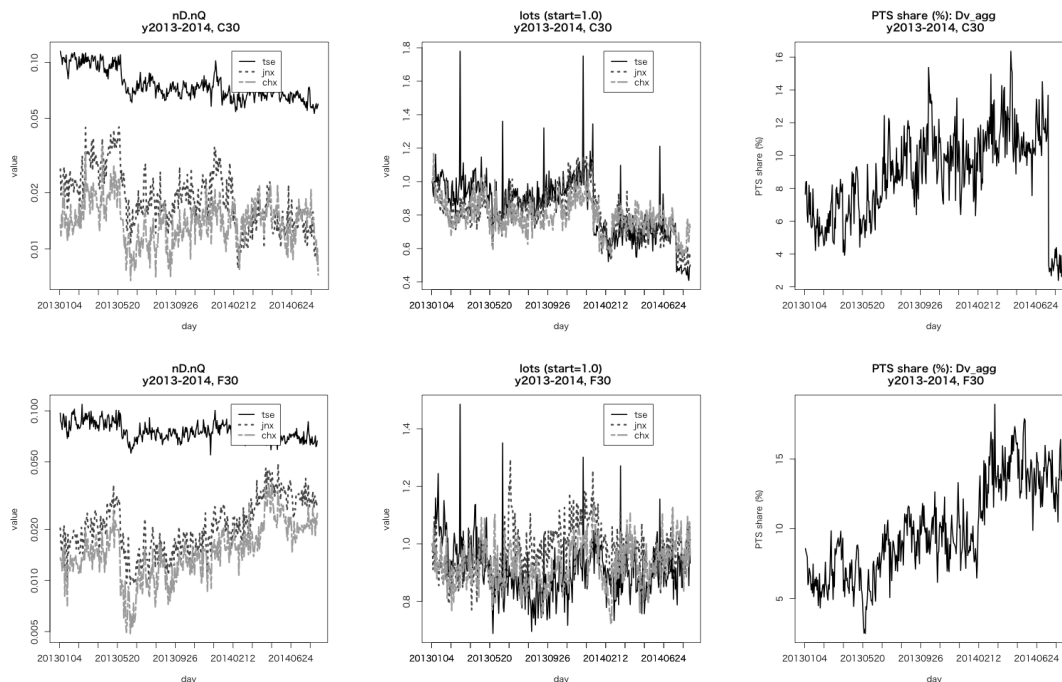 nD.nQ
y2013-2014, C30
value
0.10
0.05
0.02
0.01
tse
jnx
chx
20130104 20130520 20130926 20140212 20140624
day
lots (start=1.0)
y2013-2014, C30
value
1.8
1.6
1.4
1.2
1.0
0.8
0.6
0.4
tse
jnx
chx
20130104 20130520 20130926 20140212 20140624
day
PTS share (%): Dv_agg
y2013-2014, C30
PTS share (%)
16
14
12
10
8
6
4
2
20130104 20130520 20130926 20140212 20140624
day
nD.nQ
y2013-2014, F30
value
0.100
0.050
0.020
0.010
0.005
tse
jnx
chx
20130104 20130520 20130926 20140212 20140624
day
lots (start=1.0)
y2013-2014, F30
value
1.4
1.2
1.0
0.8
tse
jnx
chx
20130104 20130520 20130926 20140212 20140624
day
PTS share (%): Dv_agg
y2013-2014, F30
PTS share (%)
15
10
5
20130104 20130520 20130926 20140212 20140624
day